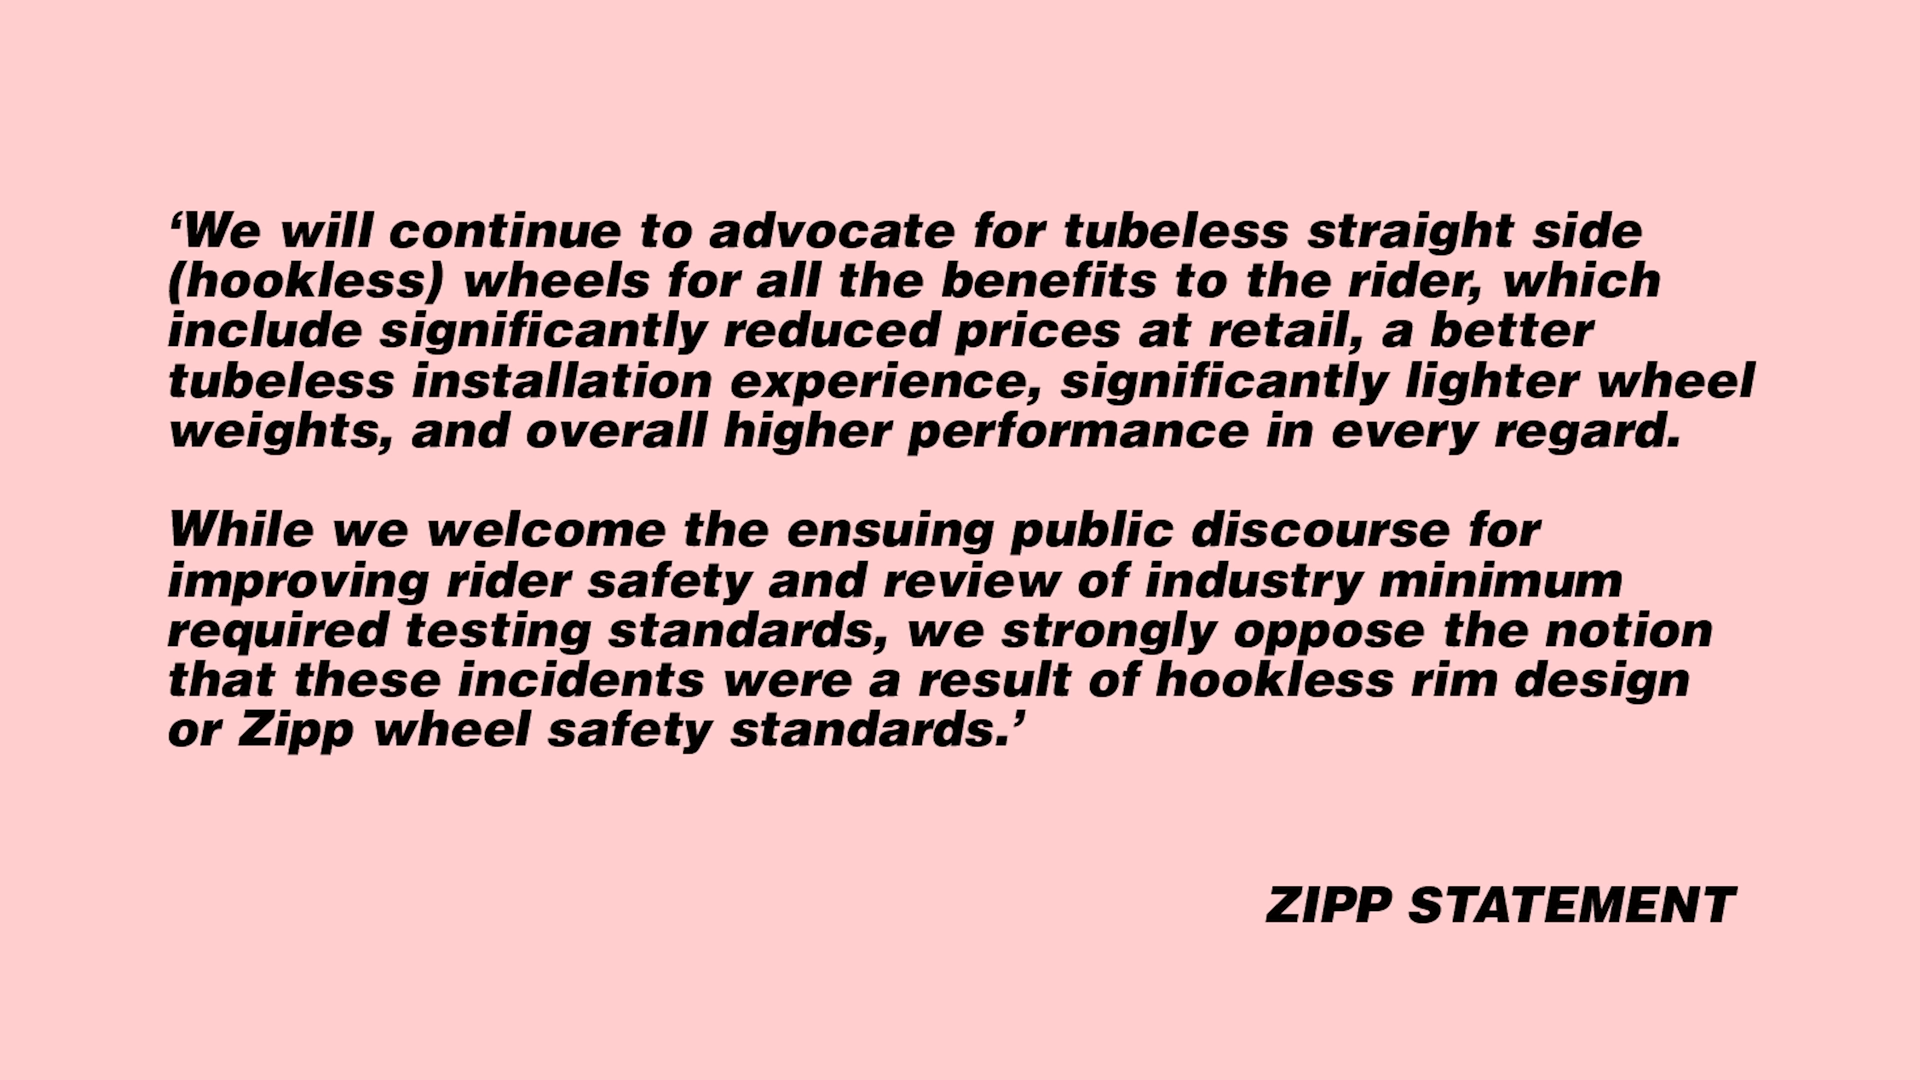 ‘We will continue to advocate for tubeless straight side
(hookless) wheels for all the benefits to the rider, which
include significantly reduced prices at retail, a better
tubeless installation experience, significantly lighter wheel
weights, and overall higher performance in every regard.
While we welcome the ensuing public discourse for
improving rider safety and review of industry minimum
required testing standards, we strongly oppose the notion
that these incidents were a result of hookless rim design
or Zipp wheel safety standards.’
ZIPP STATEMENT